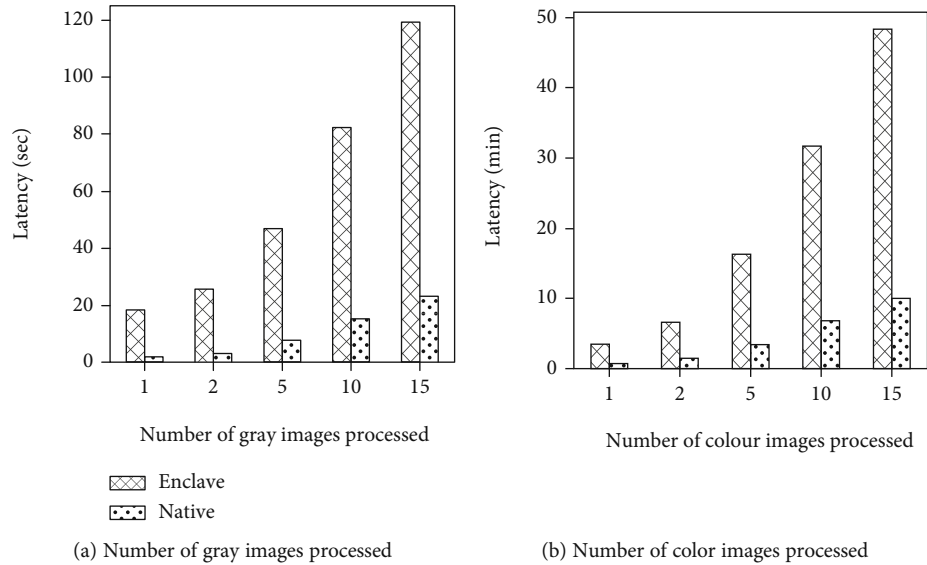 120
100
80
60
40
20
0
Latency (sec)
1 2 5 10 15
Number of gray images processed
Enclave
Native
(a) Number of gray images processed
50
40
30
20
10
0
Latency (min)
1 2 5 10 15
Number of colour images processed
(b) Number of color images processed